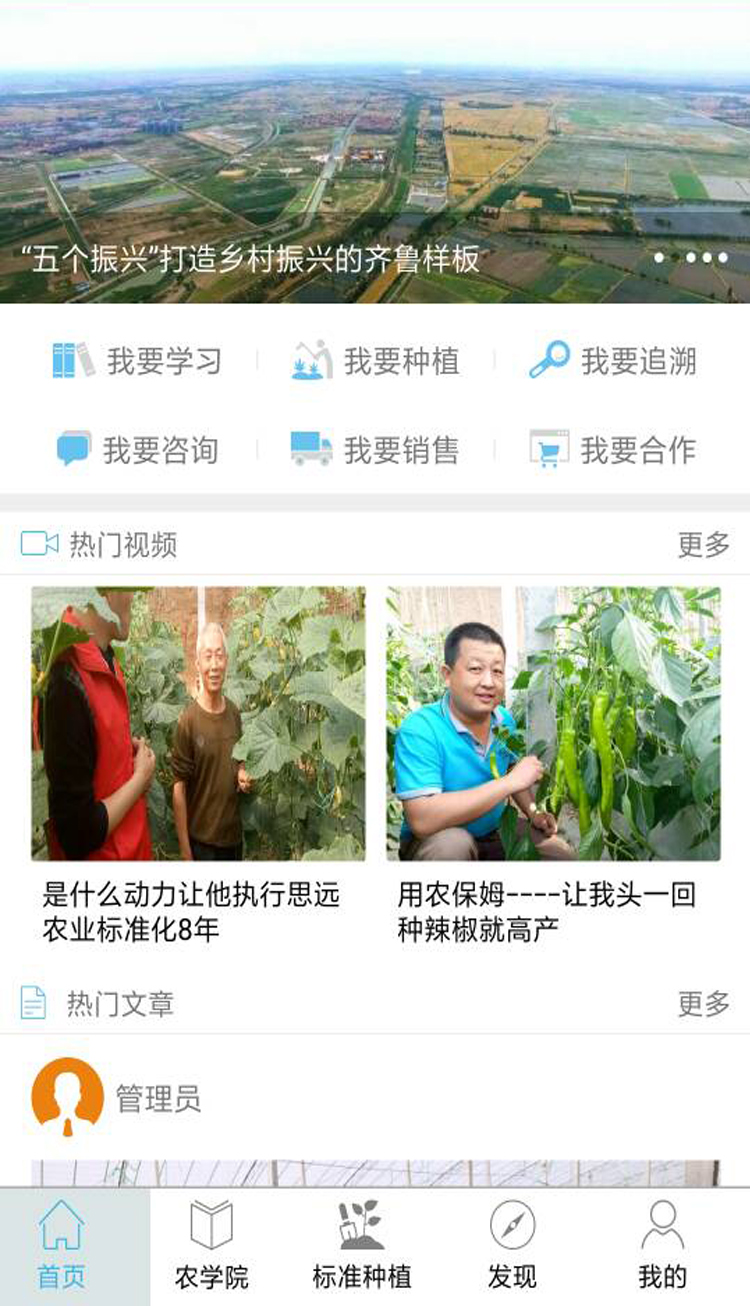 “五个振兴”打造乡村振兴的齐鲁样板
我要学习
我要种植
我要追溯
我要咨询
我要销售
我要合作
热门视频
更多
是什么动力让他执行思远
农业标准化8年
用农保姆----让我头一回
种辣椒就高产
热门文章
更多
管理员
首页
农学院
标准种植
发现
我的